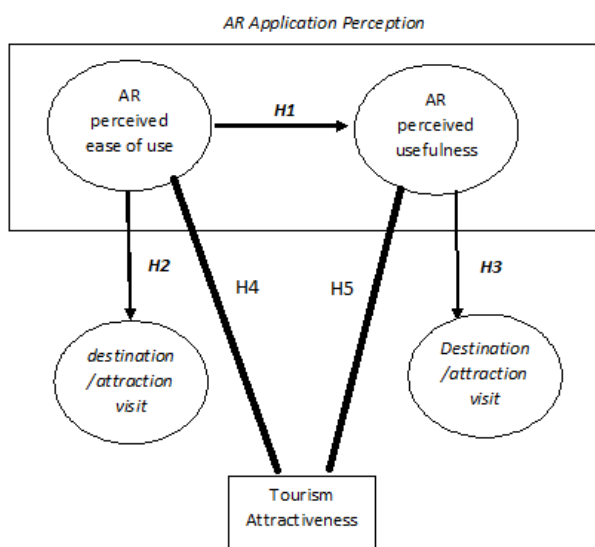 AR Application Perception
AR
perceived
ease of use
H1
AR
perceived
usefulness
H2
H4
H5
H3
destination
/attraction
visit
Destination
/attraction
visit
Tourism
Attractiveness